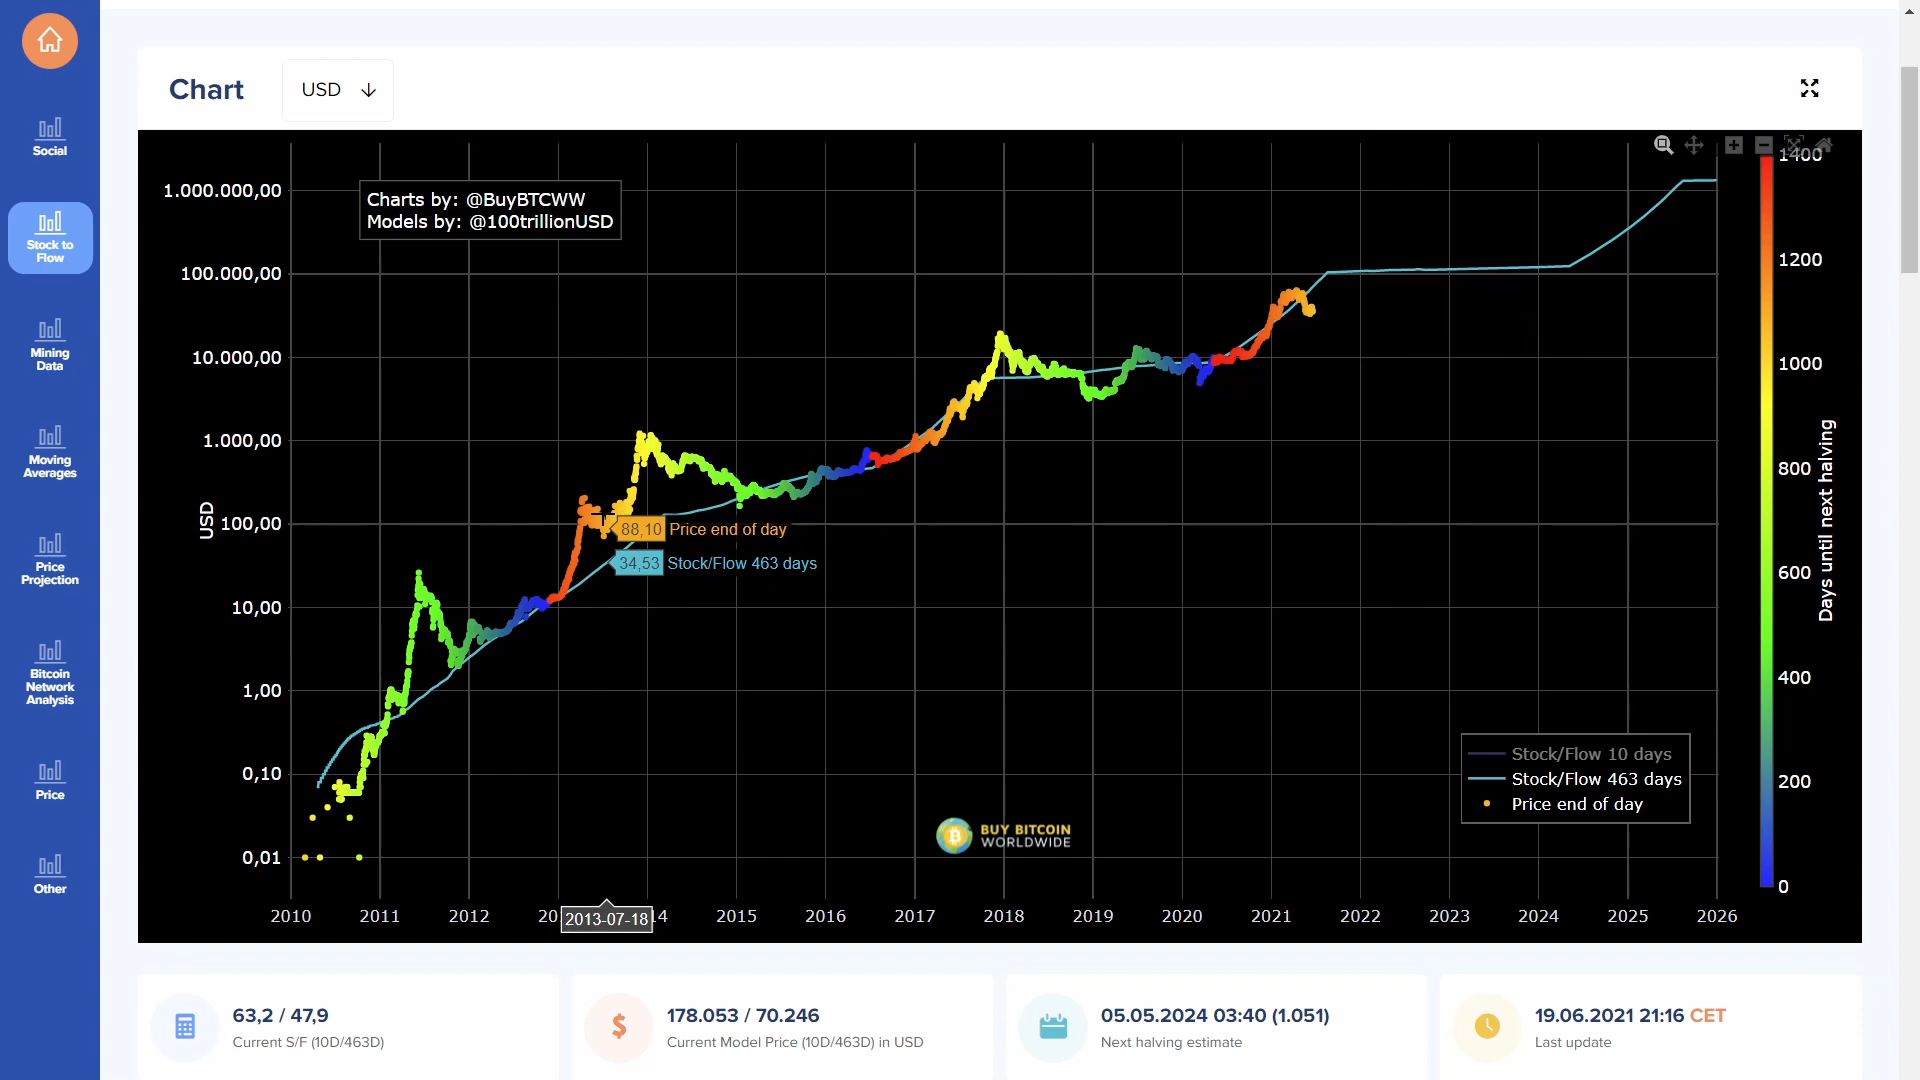 Chart
USD
Social
Stock to
Flow
Mining
Data
Moving
Averages
Price
Projection
Bitcoin
Network
Analysis
Price
Other
Charts by: @BuyBTCWW
Models by: @100trillionUSD
1.000.000,00
100.000,00
10.000,00
1.000,00
100,00
10,00
1,00
0,10
0,01
USD
88,10 Price end of day
34,53 Stock/Flow 463 days
BUY BITCOIN
WORLDWIDE
Stock/Flow 10 days
Stock/Flow 463 days
Price end of day
1400
1200
1000
800
600
400
200
0
Days until next halving
2010 2011 2012 20 2013-07-18 14 2015 2016 2017 2018 2019 2020 2021 2022 2023 2024 2025 2026
63,2 / 47,9
Current S/F (10D/463D)
178.053 / 70.246
Current Model Price (10D/463D) in USD
05.05.2024 03:40 (1.051)
Next halving estimate
19.06.2021 21:16 CET
Last update